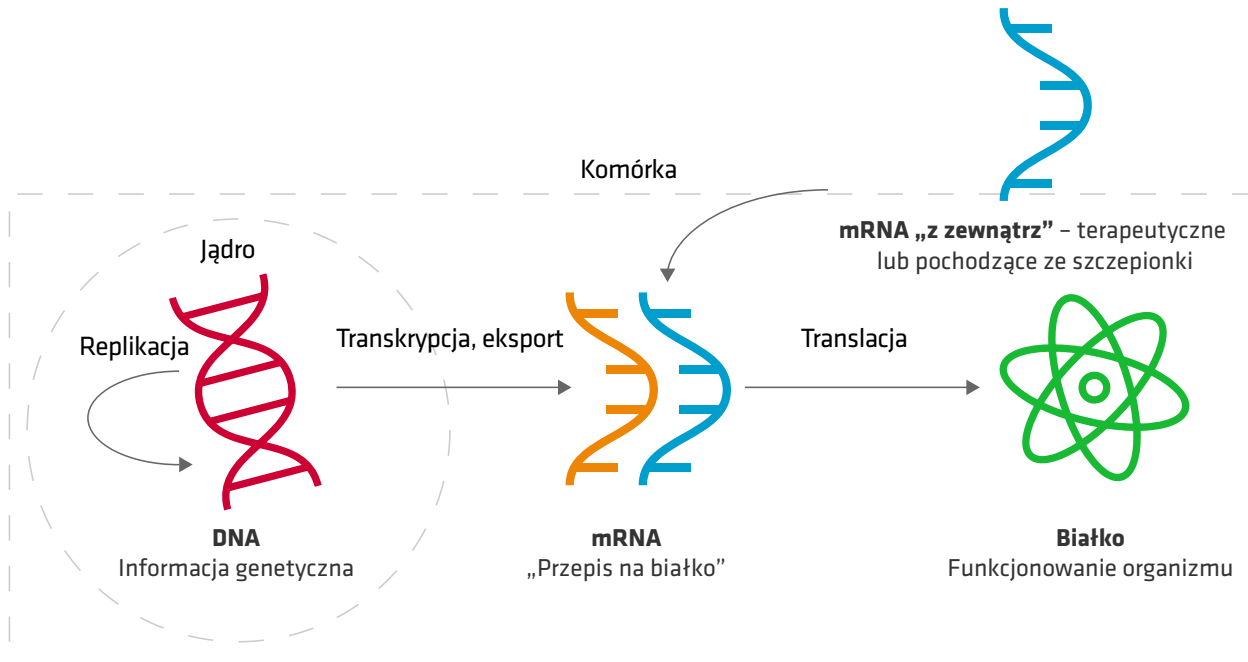 Komórka
mRNA „z zewnątrz” – terapeutyczne
lub pochodzące ze szczepionki
Jądro
Replikacja
Transkrypcja, eksport
Translacja
DNA
Informacja genetyczna
mRNA
„Przepis na białko”
Białko
Funkcjonowanie organizmu